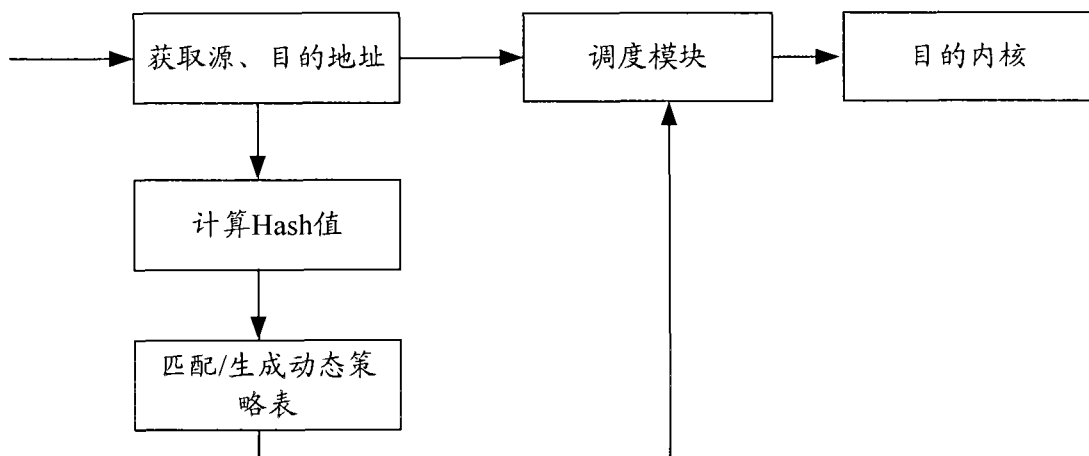 获取源、目的地址
调度模块
目的内核
计算Hash值
匹配/生成动态策
略表